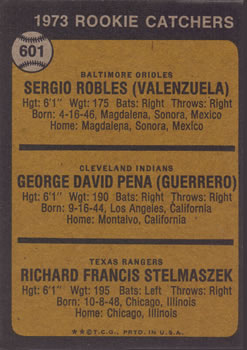 1973 ROOKIE CATCHERS
601
BALTIMORE ORIOLES
SERGIO ROBLES (VALENZUELA)
Hgt: 6'1" Wgt: 175 Bats: Right Throws: Right
Born: 4-16-46, Magdalena, Sonora, Mexico
Home: Magdalena, Sonora, Mexico
CLEVELAND INDIANS
GEORGE DAVID PENA (GUERRERO)
Hgt: 6'1" Wgt: 190 Bats: Right Throws: Right
Born: 9-16-44, Los Angeles, California
Home: Montalvo, California
TEXAS RANGERS
RICHARD FRANCIS STELMASZEK
Hgt: 6'1" Wgt: 195 Bats: Left Throws: Right
Born: 10-8-48, Chicago, Illinois
Home: Chicago, Illinois
★★© T.C.G. PRTD. IN U.S.A.